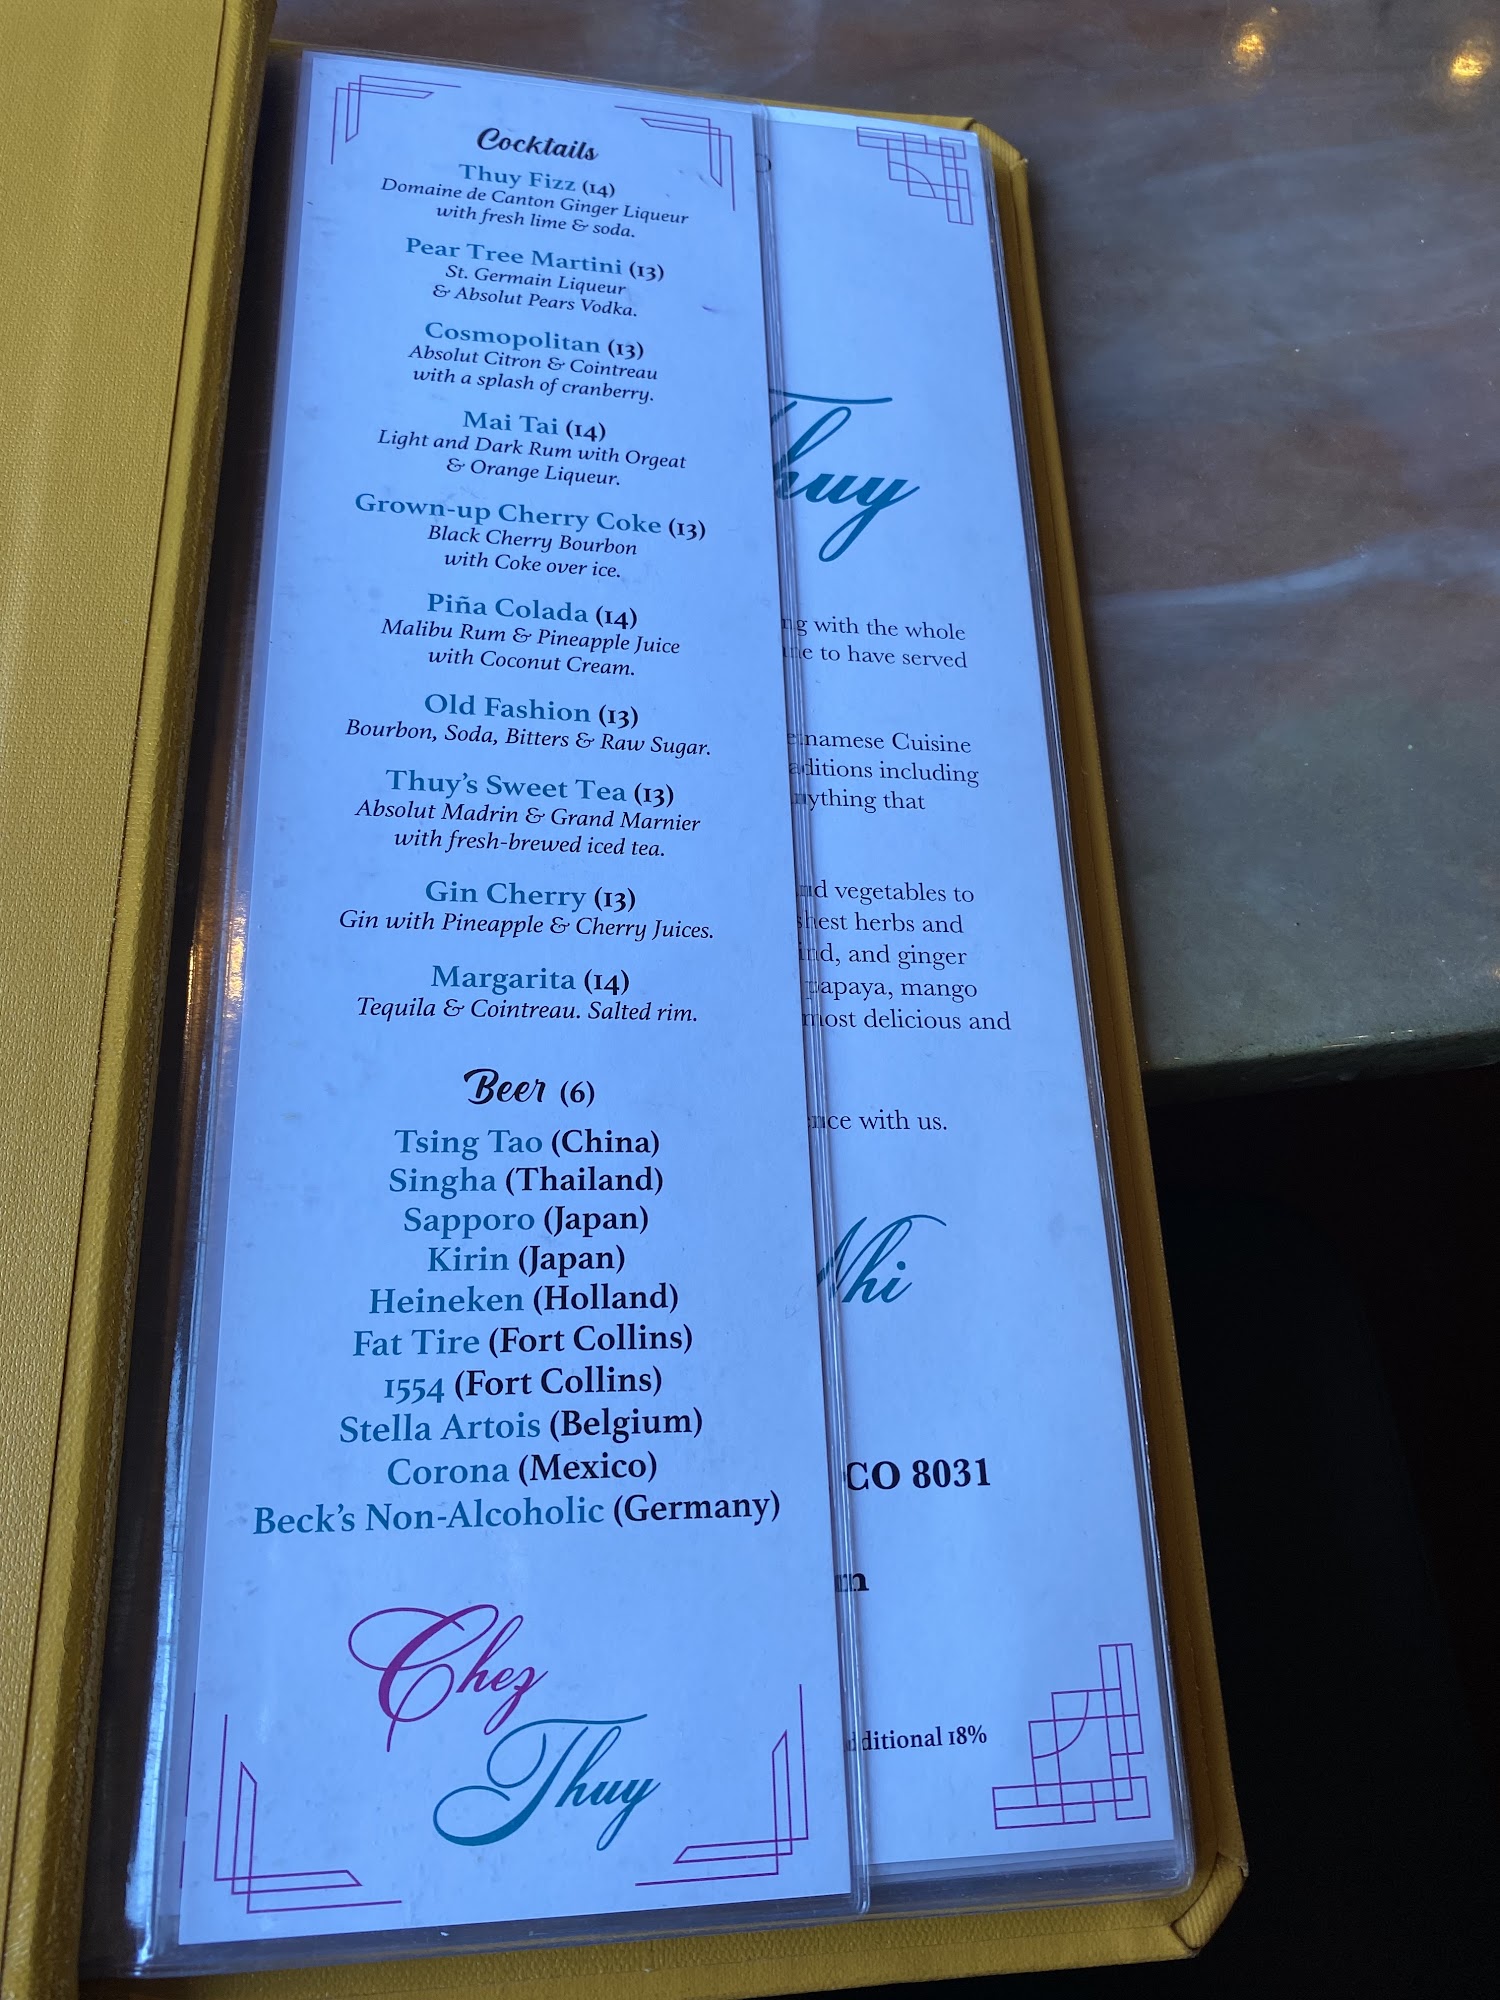 Cocktails
Thuy Fizz (14)
Domaine de Canton Ginger Liqueur
with fresh lime & soda.
Pear Tree Martini (13)
St. Germain Liqueur
& Absolut Pears Vodka.
Cosmopolitan (13)
Absolut Citron & Cointreau
with a splash of cranberry.
Mai Tai (14)
Light and Dark Rum with Orgeat
& Orange Liqueur.
Grown-up Cherry Coke (13)
Black Cherry Bourbon
with Coke over ice.
Piña Colada (14)
Malibu Rum & Pineapple Juice
with Coconut Cream.
Old Fashion (13)
Bourbon, Soda, Bitters & Raw Sugar.
Thuy's Sweet Tea (13)
Absolut Madrin & Grand Marnier
with fresh-brewed iced tea.
Gin Cherry (13)
Gin with Pineapple & Cherry Juices.
Margarita (14)
Tequila & Cointreau. Salted rim.
Beer (6)
Tsing Tao (China)
Singha (Thailand)
Sapporo (Japan)
Kirin (Japan)
Heineken (Holland)
Fat Tire (Fort Collins)
1554 (Fort Collins)
Stella Artois (Belgium)
Corona (Mexico)
Beck's Non-Alcoholic (Germany)
Chez
Thuy
Thuy
with the whole
to have served
Cuisine
including
that
vegetables to
herbs and
and ginger
papaya, mango
most delicious and
with us.
Nhi
CO 8031
18%